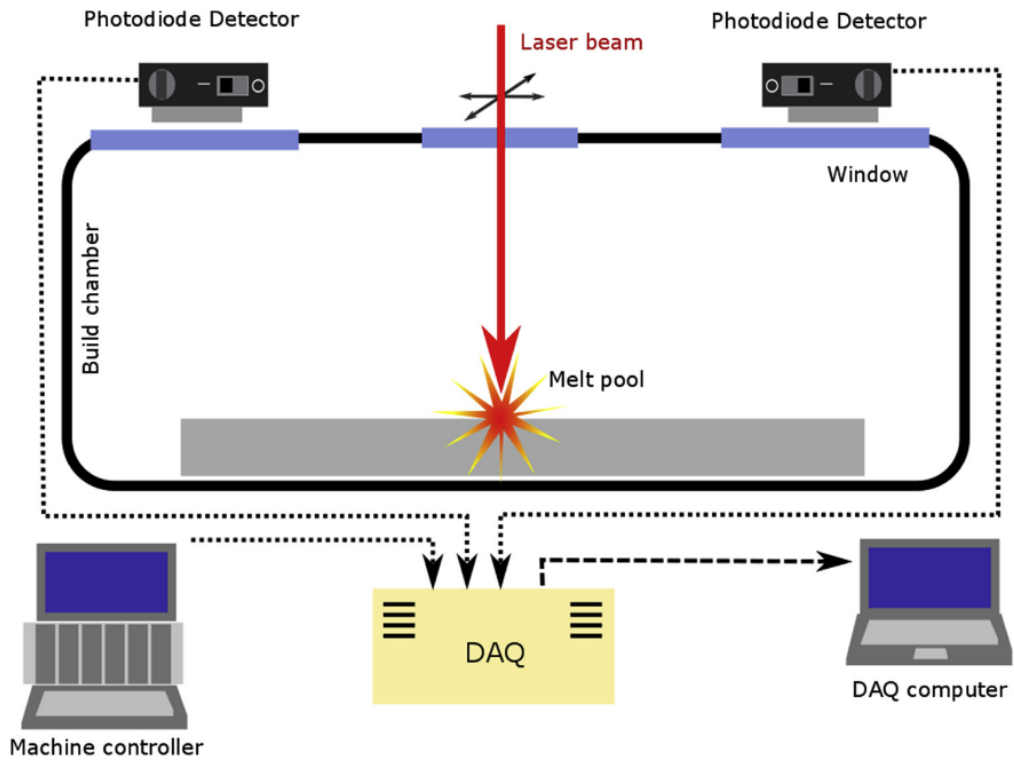 Photodiode Detector
Photodiode Detector
Laser beam
Window
Build chamber
Melt pool
DAQ
DAQ computer
Machine controller